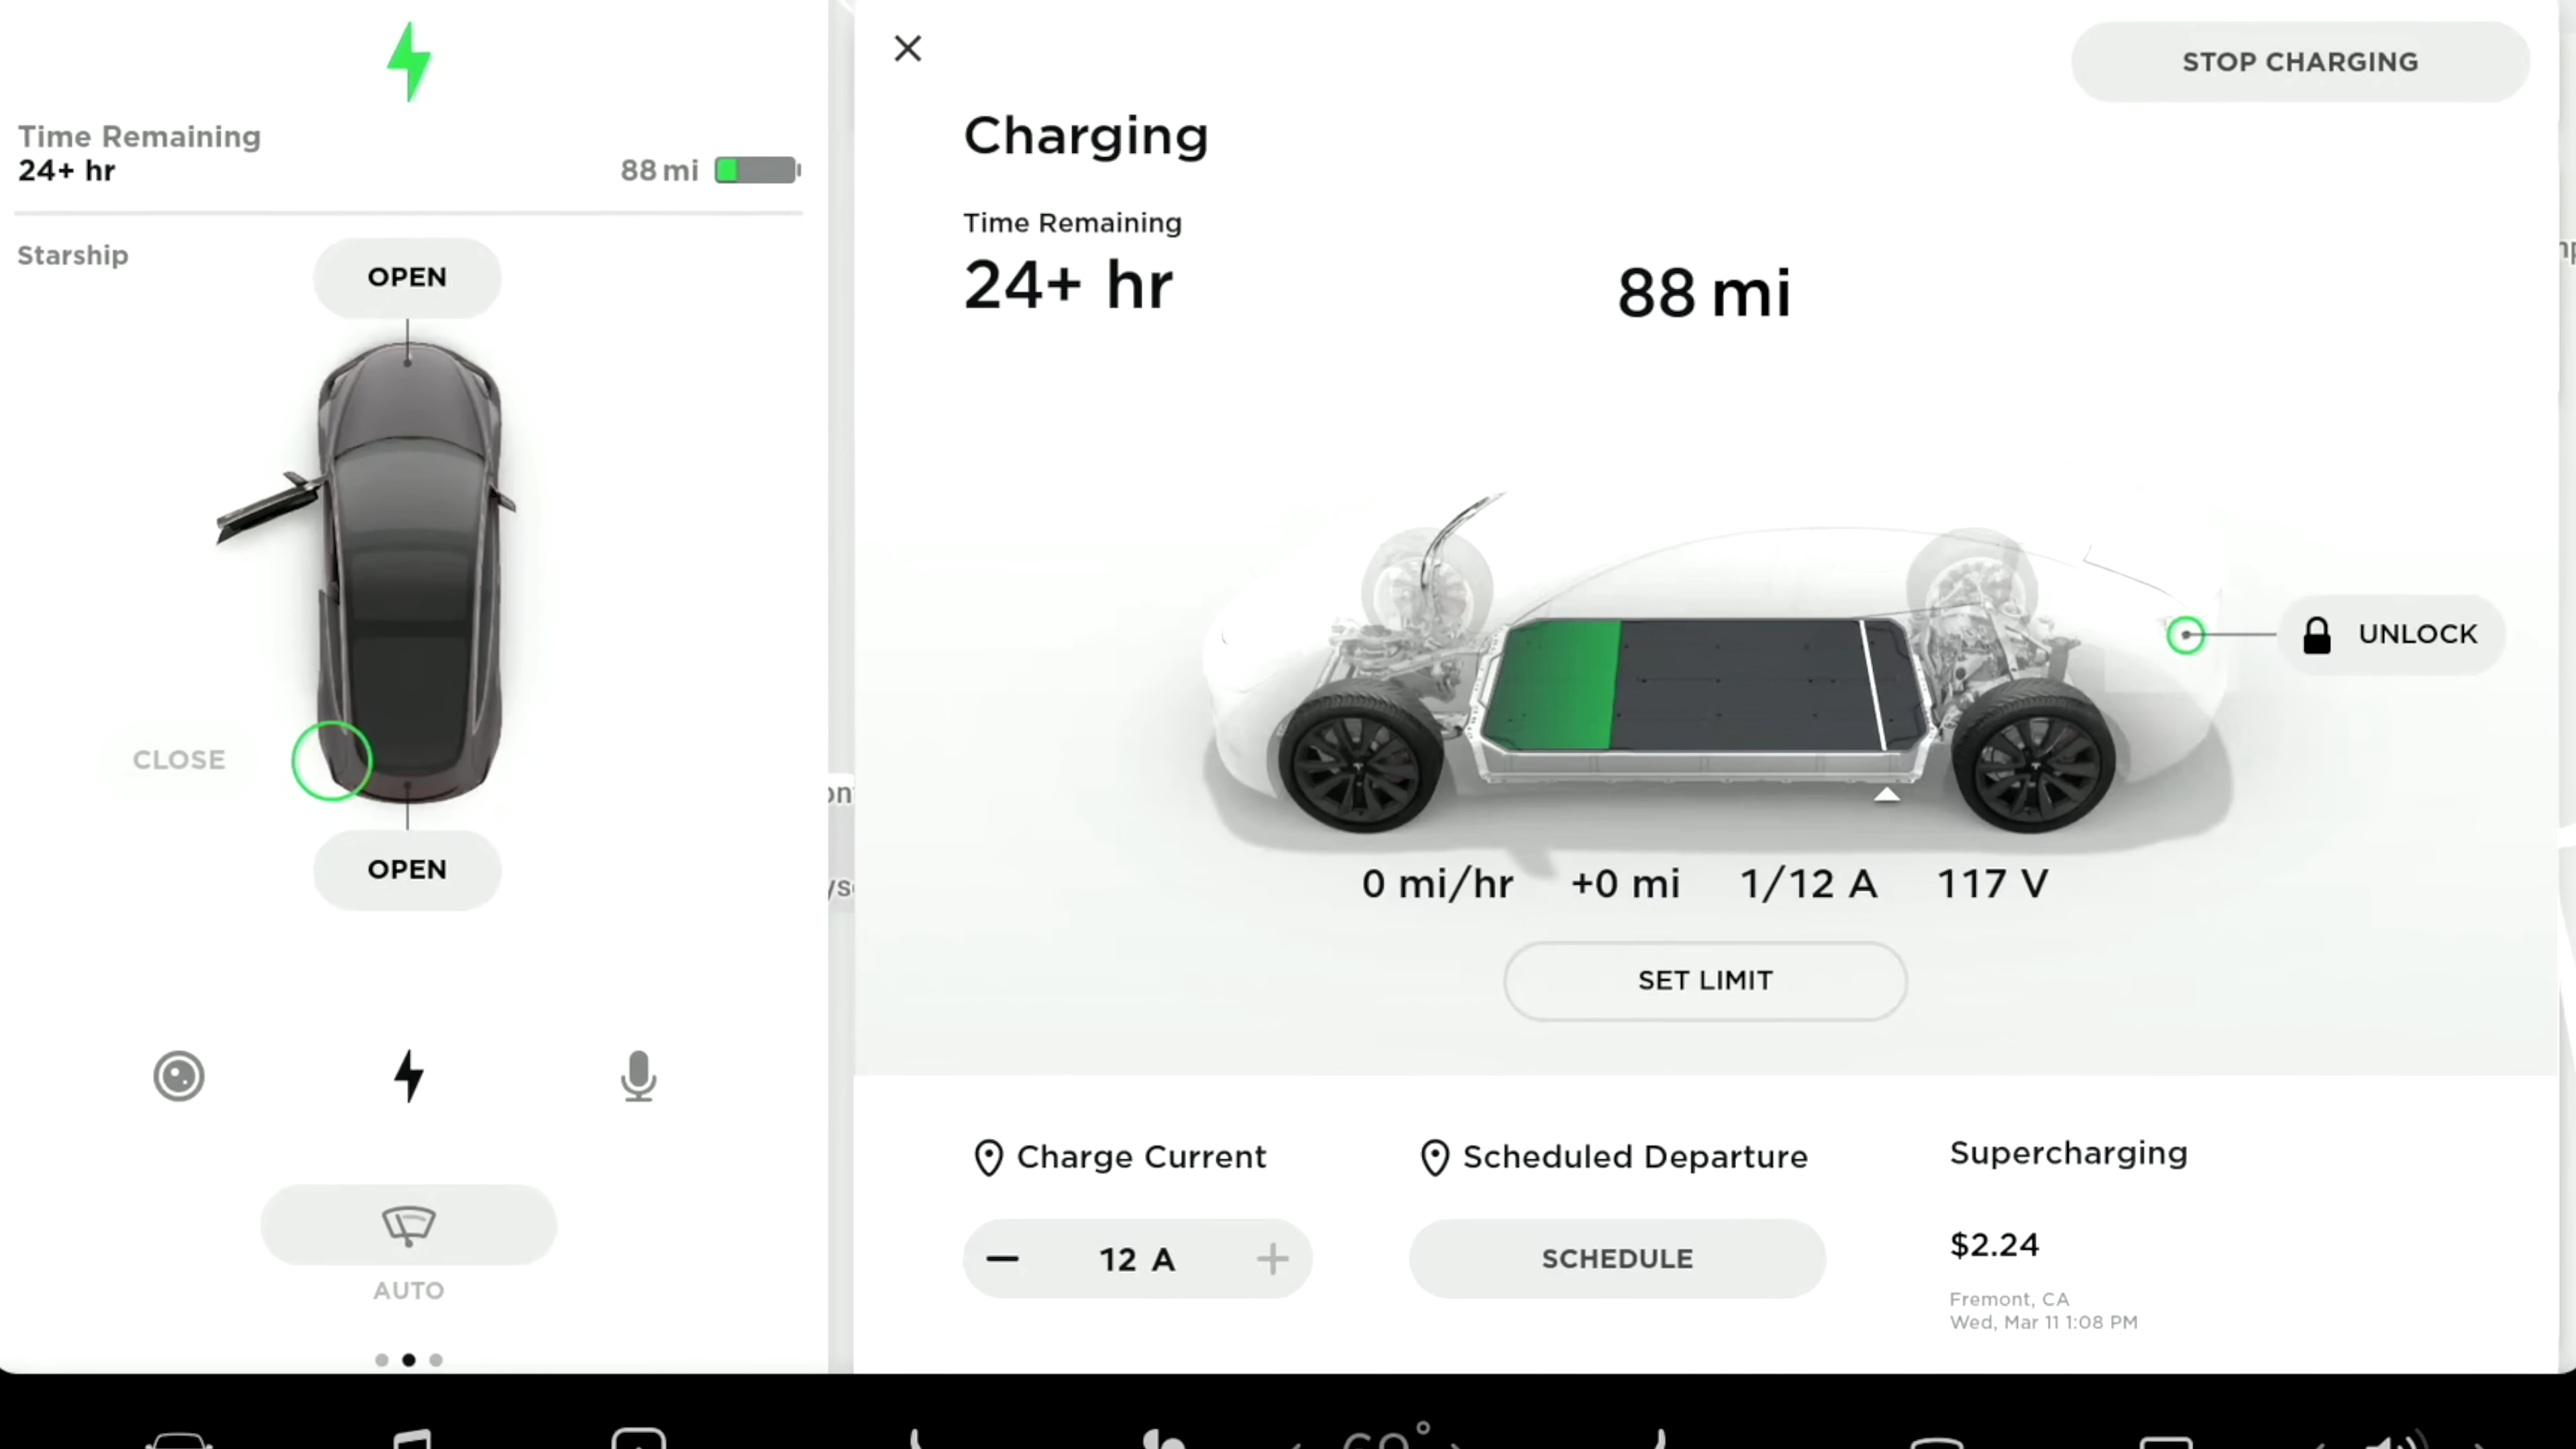 Time Remaining
24+ hr
88 mi
Starship
OPEN
CLOSE
OPEN
AUTO
STOP CHARGING
Charging
Time Remaining
24+ hr
88 mi
UNLOCK
0 mi/hr +0 mi 1/12 A 117 V
SET LIMIT
Charge Current
12 A
Scheduled Departure
SCHEDULE
Supercharging
$2.24
Fremont, CA
Wed, Mar 11 1:08 PM